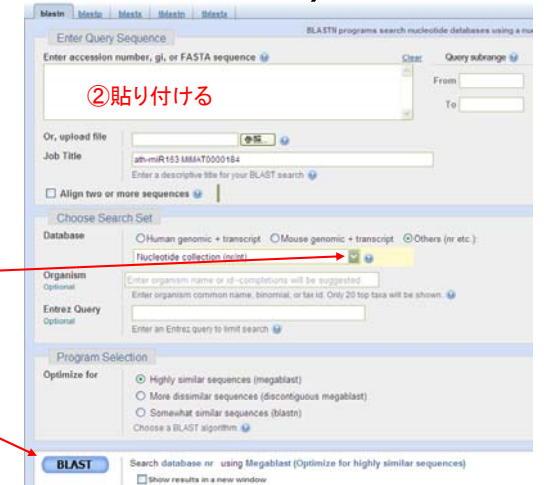 blastn blastp blastx tblastn tblastx
BLASTN programs search nucleotide databases using a nuc
Enter Query Sequence
Enter accession number, gi, or FASTA sequence
Clear
Query subrange
②貼り付ける
From
To
Or, upload file
参照...
Job Title
ath-miR163 MIMAT0000184
Enter a descriptive title for your BLAST search
Align two or more sequences
Choose Search Set
Database
Human genomic + transcript Mouse genomic + transcript Others (nr etc.):
Nucleotide collection (nr/nt)
Organism
Optional
Enter organism name or id--completions will be suggested
Enter organism common name, binomial, or tax id. Only 20 top taxa will be shown.
Entrez Query
Optional
Enter an Entrez query to limit search
Program Selection
Optimize for
Highly similar sequences (megablast)
More dissimilar sequences (discontiguous megablast)
Somewhat similar sequences (blastn)
Choose a BLAST algorithm
BLAST
Search database nr using Megablast (Optimize for highly similar sequences)
Show results in a new window